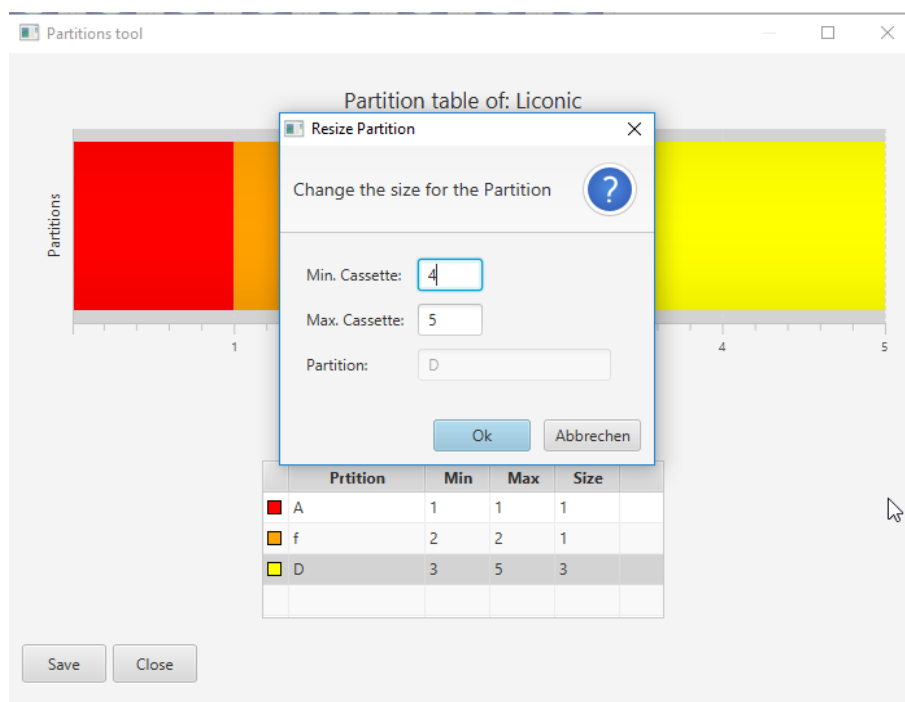 Partitions tool
Partition table of: Liconic
Resize Partition
Change the size for the Partition
?
Min. Cassette: 4
Max. Cassette: 5
Partition: D
Ok Abbrechen
Partitions
1 4 5
Prtition Min Max Size
A 1 1 1
f 2 2 1
D 3 5 3
Save Close